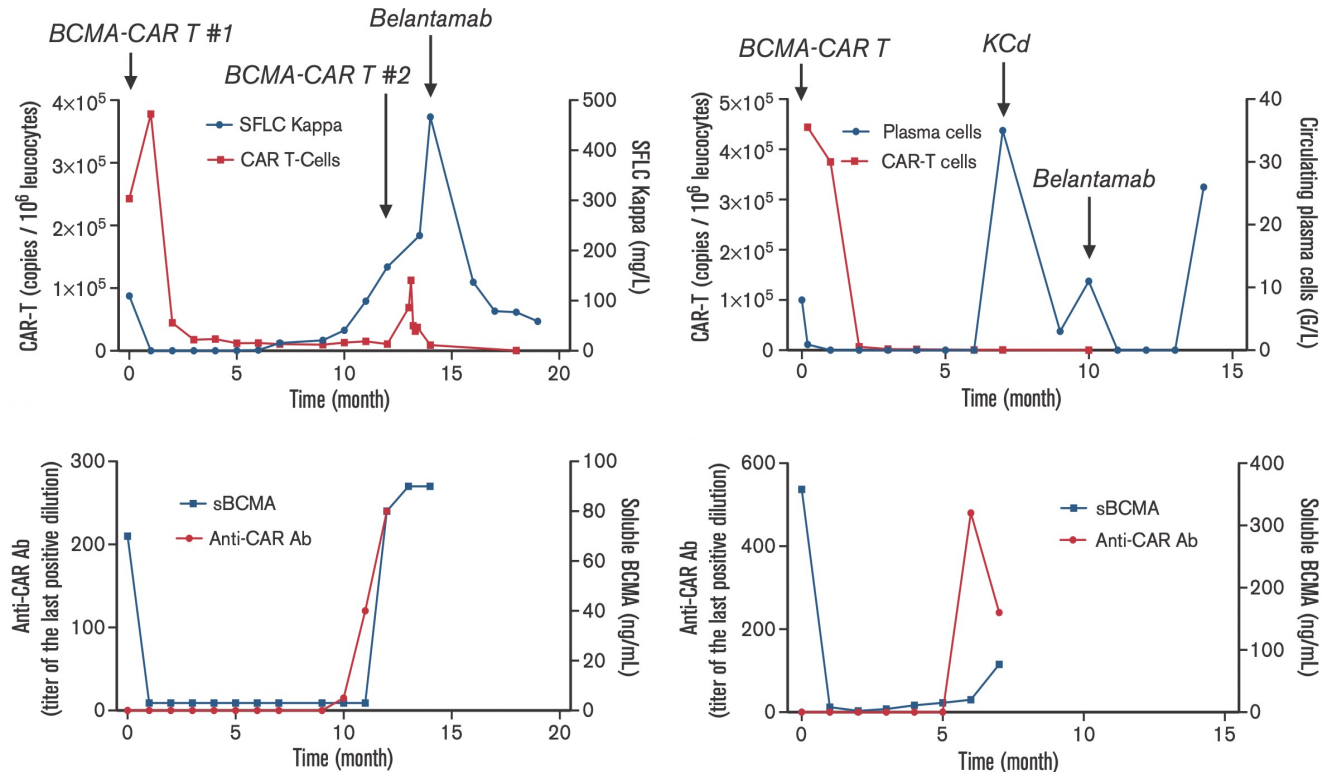 BCMA-CAR T #1
BCMA-CAR T #2
Belantamab
4×10⁵
3×10⁵
2×10⁵
1×10⁵
0
CAR-T (copies / 10⁶ leucocytes)
SFLC Kappa
CAR T-Cells
500
400
300
200
100
0
SFLC Kappa (mg/L)
0 5 10 15 20
Time (month)
BCMA-CAR T
KCd
Belantamab
5×10⁵
4×10⁵
3×10⁵
2×10⁵
1×10⁵
0
CAR-T (copies / 10⁶ leucocytes)
Plasma cells
CAR-T cells
40
30
20
10
0
Circulating plasma cells (G/L)
0 5 10 15
Time (month)
300
200
100
0
Anti-CAR Ab
(titer of the last positive dilution)
sBCMA
Anti-CAR Ab
100
80
60
40
20
0
Soluble BCMA (ng/mL)
0 5 10 15 20
Time (month)
600
400
200
0
Anti-CAR Ab
(titer of the last positive dilution)
sBCMA
Anti-CAR Ab
400
300
200
100
0
Soluble BCMA (ng/mL)
0 5 10 15
Time (month)